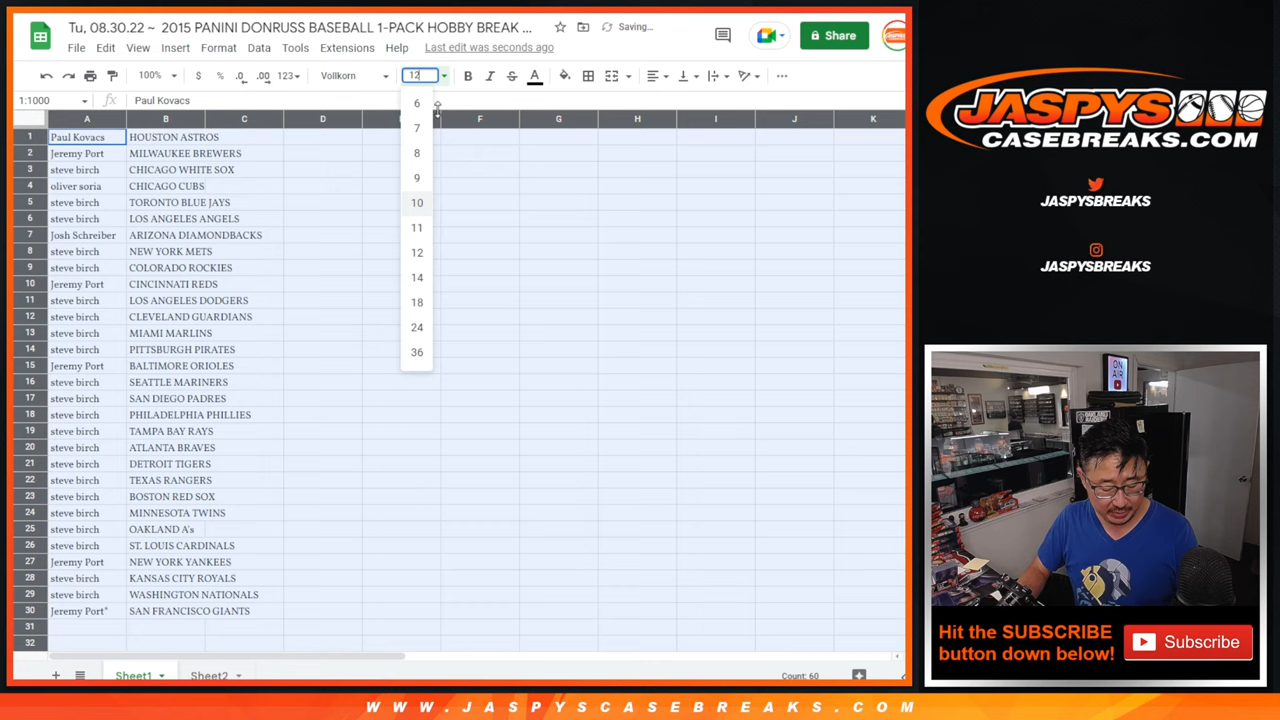 Tu, 08.30.22 ~ 2015 PANINI DONRUSS BASEBALL 1-PACK HOBBY BREAK ...
Saving...
File Edit View Insert Format Data Tools Extensions Help Last edit was seconds ago
Share
100% $ % .0 .00 123 Vollkorn 12 B I S A
1:1000 fx Paul Kovacs
A B C D E F G H I J K
1 Paul Kovacs HOUSTON ASTROS
2 Jeremy Port MILWAUKEE BREWERS
3 steve birch CHICAGO WHITE SOX
4 oliver soria CHICAGO CUBS
5 steve birch TORONTO BLUE JAYS
6 steve birch LOS ANGELES ANGELS
7 Josh Schreiber ARIZONA DIAMONDBACKS
8 steve birch NEW YORK METS
9 steve birch COLORADO ROCKIES
10 Jeremy Port CINCINNATI REDS
11 steve birch LOS ANGELES DODGERS
12 steve birch CLEVELAND GUARDIANS
13 steve birch MIAMI MARLINS
14 steve birch PITTSBURGH PIRATES
15 Jeremy Port BALTIMORE ORIOLES
16 steve birch SEATTLE MARINERS
17 steve birch SAN DIEGO PADRES
18 steve birch PHILADELPHIA PHILLIES
19 steve birch TAMPA BAY RAYS
20 steve birch ATLANTA BRAVES
21 steve birch DETROIT TIGERS
22 steve birch TEXAS RANGERS
23 steve birch BOSTON RED SOX
24 steve birch MINNESOTA TWINS
25 steve birch OAKLAND A's
26 steve birch ST. LOUIS CARDINALS
27 Jeremy Port NEW YORK YANKEES
28 steve birch KANSAS CITY ROYALS
29 steve birch WASHINGTON NATIONALS
30 Jeremy Port* SAN FRANCISCO GIANTS
31
32
6
7
8
9
10
11
12
14
18
24
36
Sheet1 Sheet2 Count: 60
JASPYS
CASEBREAKS.COM
JASPYSBREAKS
JASPYSBREAKS
ON
AIR
Hit the SUBSCRIBE
button down below!
Subscribe
WWW.JASPYSCASEBREAKS.COM